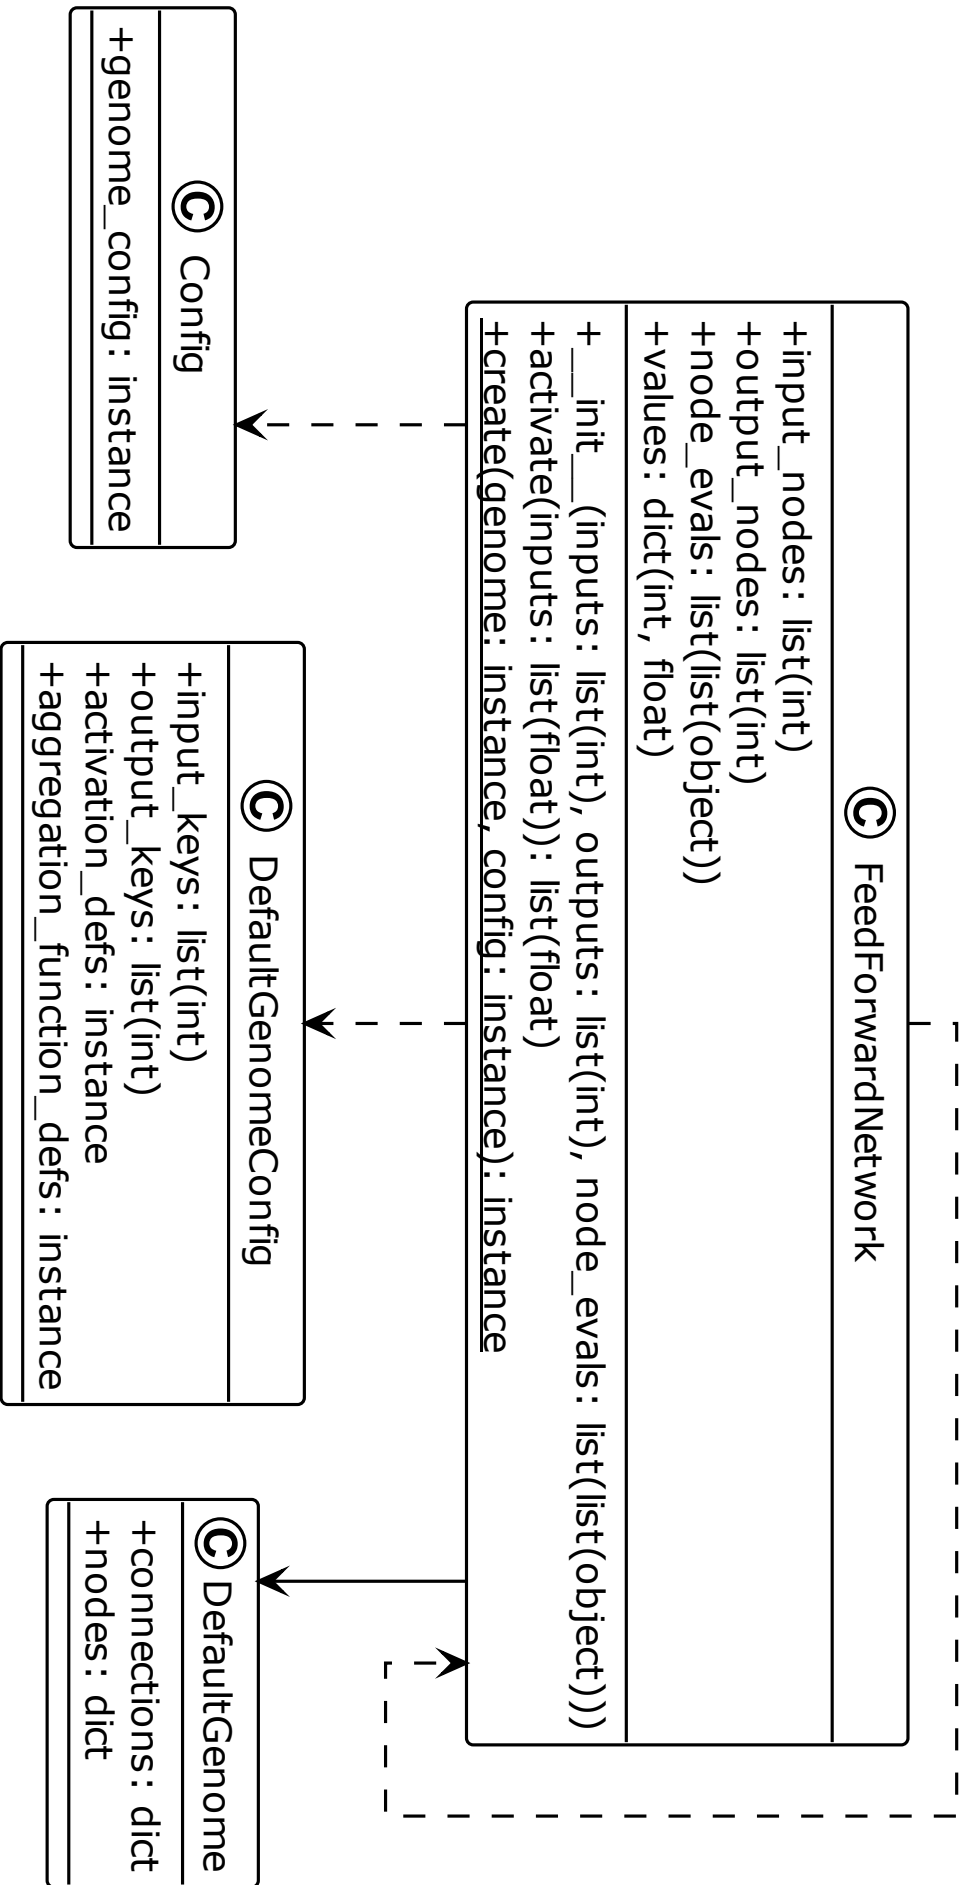 C FeedForwardNetwork
+input_nodes: list(int)
+output_nodes: list(int)
+node_evals: list(list(object))
+values: dict(int, float)
+__init__(inputs: list(int), outputs: list(int), node_evals: list(list(object)))
+activate(inputs: list(float)): list(float)
+create(genome: instance, config: instance): instance
C Config
+genome_config: instance
C DefaultGenomeConfig
+input_keys: list(int)
+output_keys: list(int)
+activation_defs: instance
+aggregation_function_defs: instance
C DefaultGenome
+connections: dict
+nodes: dict